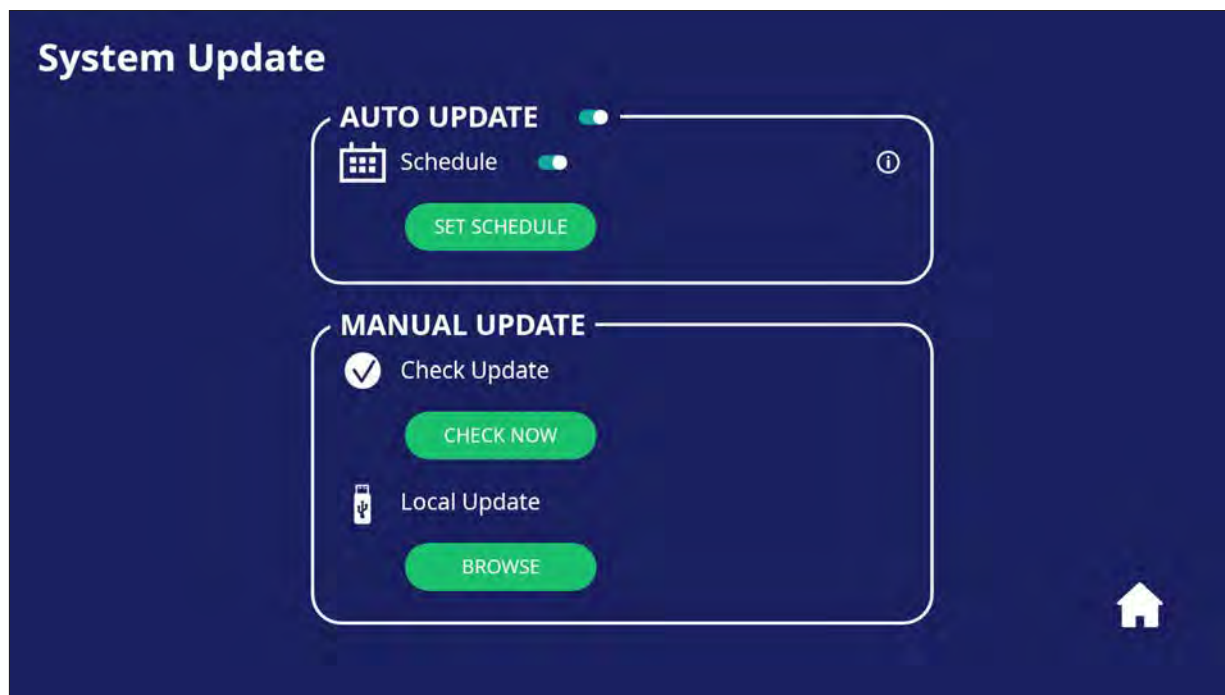 System Update
AUTO UPDATE
Schedule
SET SCHEDULE
MANUAL UPDATE
Check Update
CHECK NOW
Local Update
BROWSE